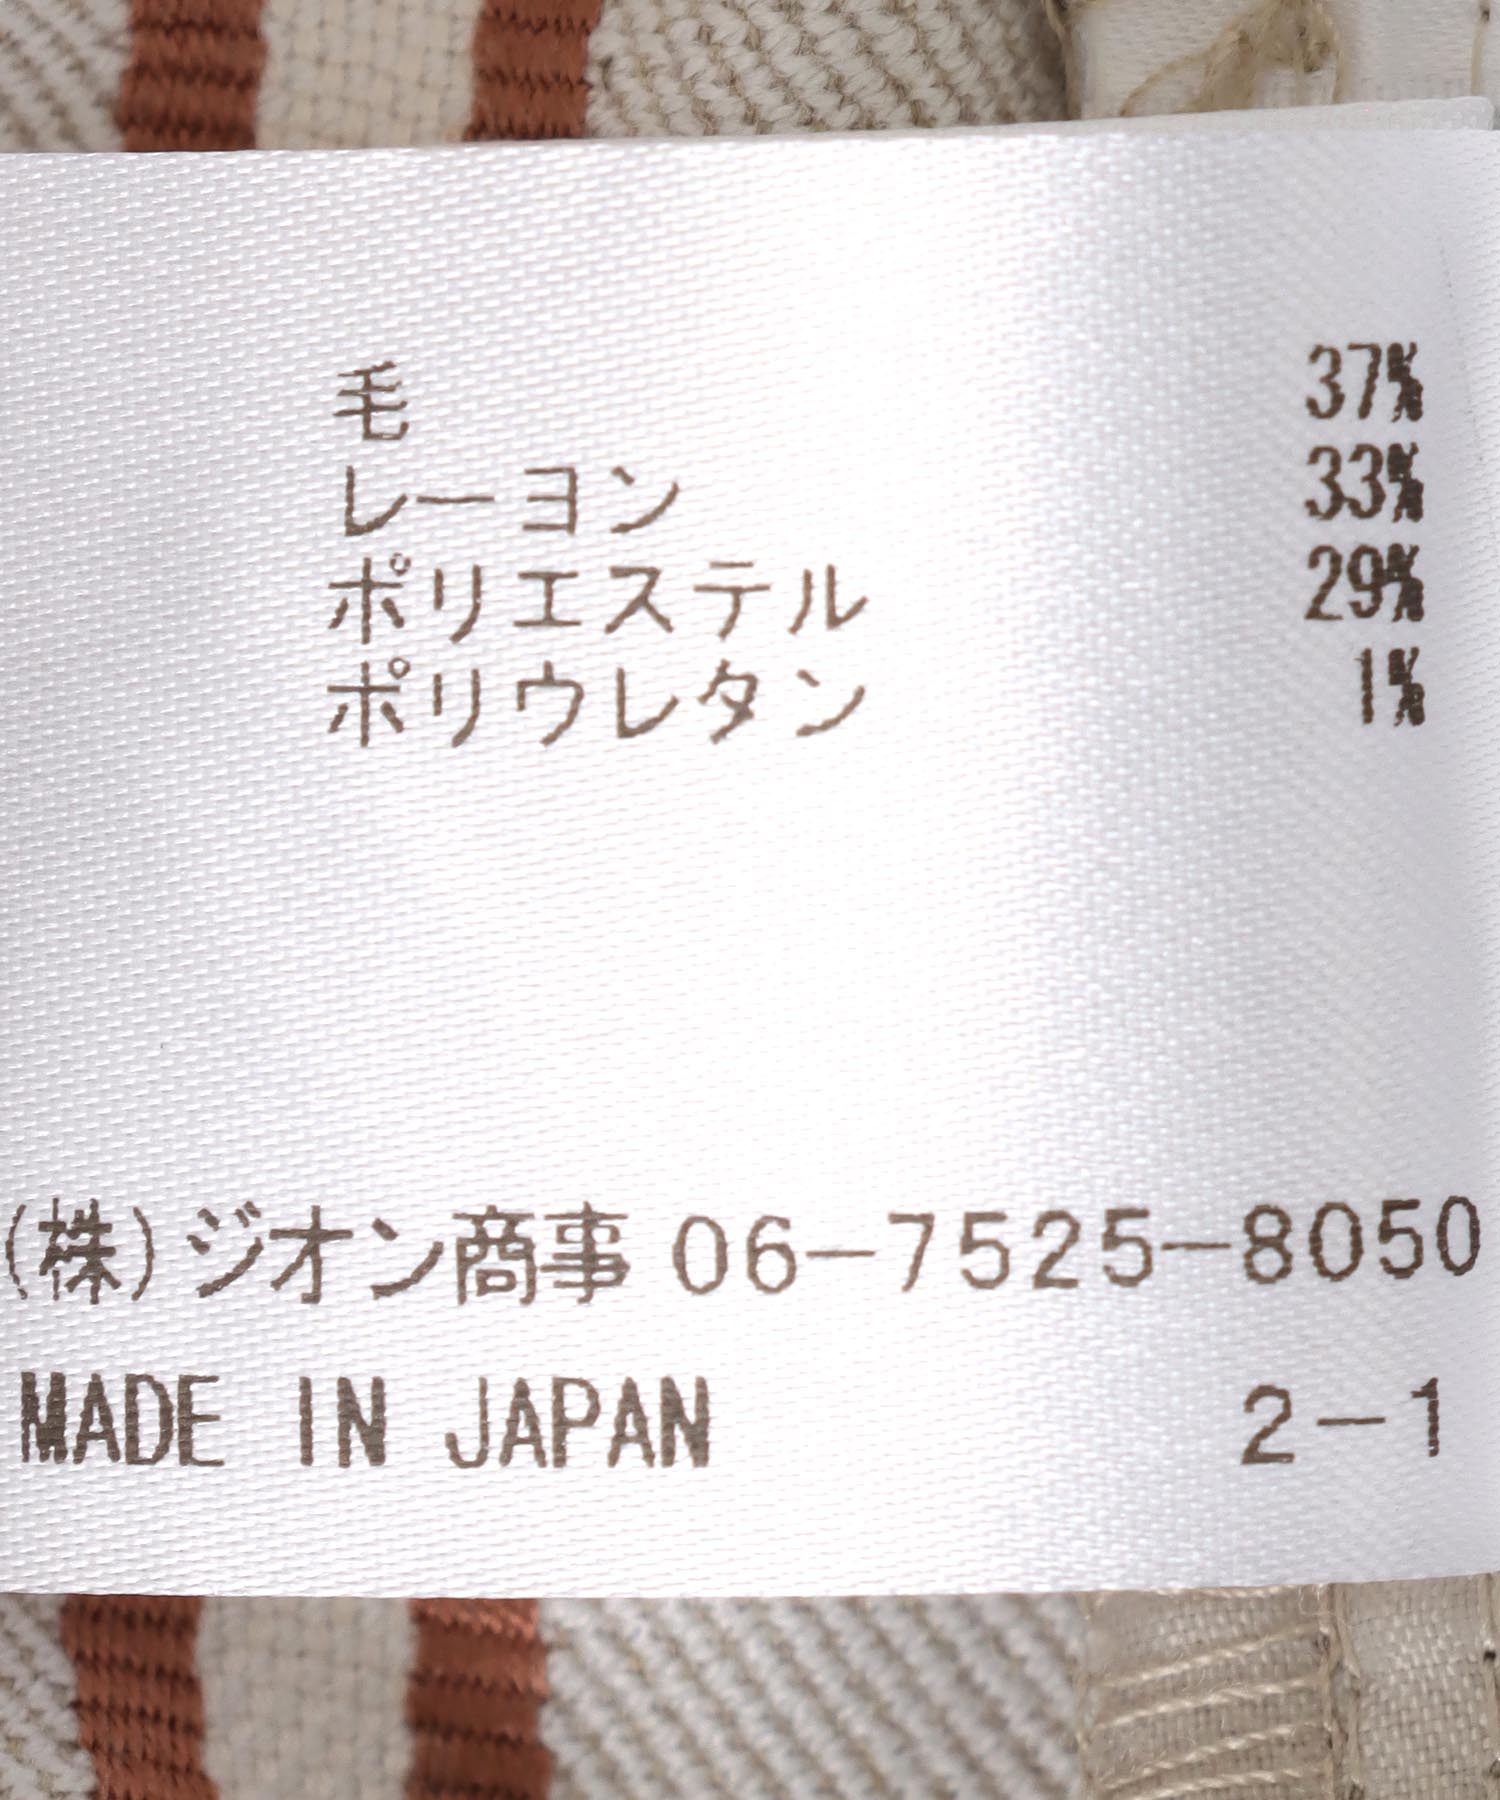 毛 37%
レーヨン 33%
ポリエステル 29%
ポリウレタン 1%
(株)ジオン商事 06-7525-8050
MADE IN JAPAN 2-1